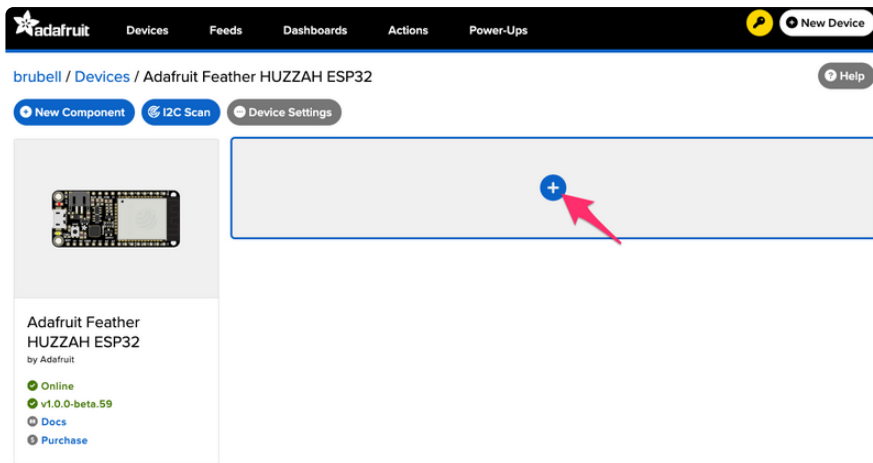 adafruit Devices Feeds Dashboards Actions Power-Ups New Device
brubell / Devices / Adafruit Feather HUZZAH ESP32 Help
New Component I2C Scan Device Settings
Adafruit Feather
HUZZAH ESP32
by Adafruit
Online
v1.0.0-beta.59
Docs
Purchase